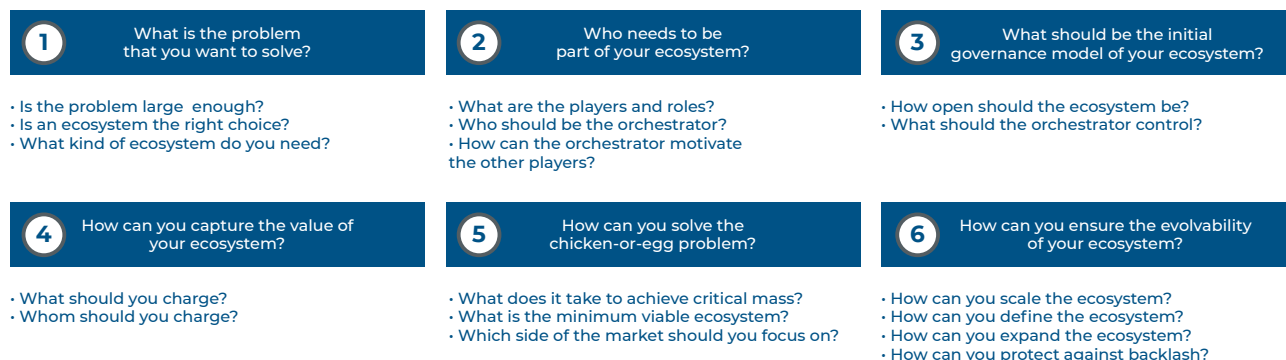 1
What is the problem
that you want to solve?
• Is the problem large enough?
• Is an ecosystem the right choice?
• What kind of ecosystem do you need?
2
Who needs to be
part of your ecosystem?
• What are the players and roles?
• Who should be the orchestrator?
• How can the orchestrator motivate
the other players?
3
What should be the initial
governance model of your ecosystem?
• How open should the ecosystem be?
• What should the orchestrator control?
4
How can you capture the value of
your ecosystem?
• What should you charge?
• Whom should you charge?
5
How can you solve the
chicken-or-egg problem?
• What does it take to achieve critical mass?
• What is the minimum viable ecosystem?
• Which side of the market should you focus on?
6
How can you ensure the evolvability
of your ecosystem?
• How can you scale the ecosystem?
• How can you define the ecosystem?
• How can you expand the ecosystem?
• How can you protect against backlash?